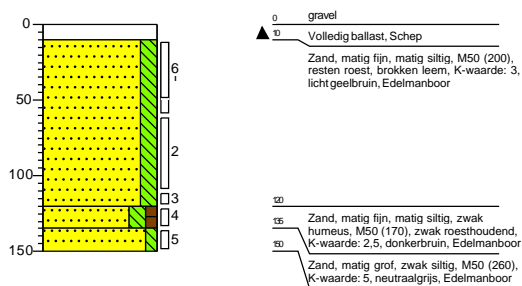 0
50
100
150
6
2
3
4
5
0 gravel
10 Volledig ballast, Schep
Zand, matig fijn, matig siltig, M50 (200),
resten roest, brokken leem, K-waarde: 3,
licht geelbruin, Edelmanboor
120
135 Zand, matig fijn, matig siltig, zwak
humeus, M50 (170), zwak roesthoudend,
K-waarde: 2,5, donkerbruin, Edelmanboor
150
Zand, matig grof, zwak siltig, M50 (260),
K-waarde: 5, neutraalgrijs, Edelmanboor